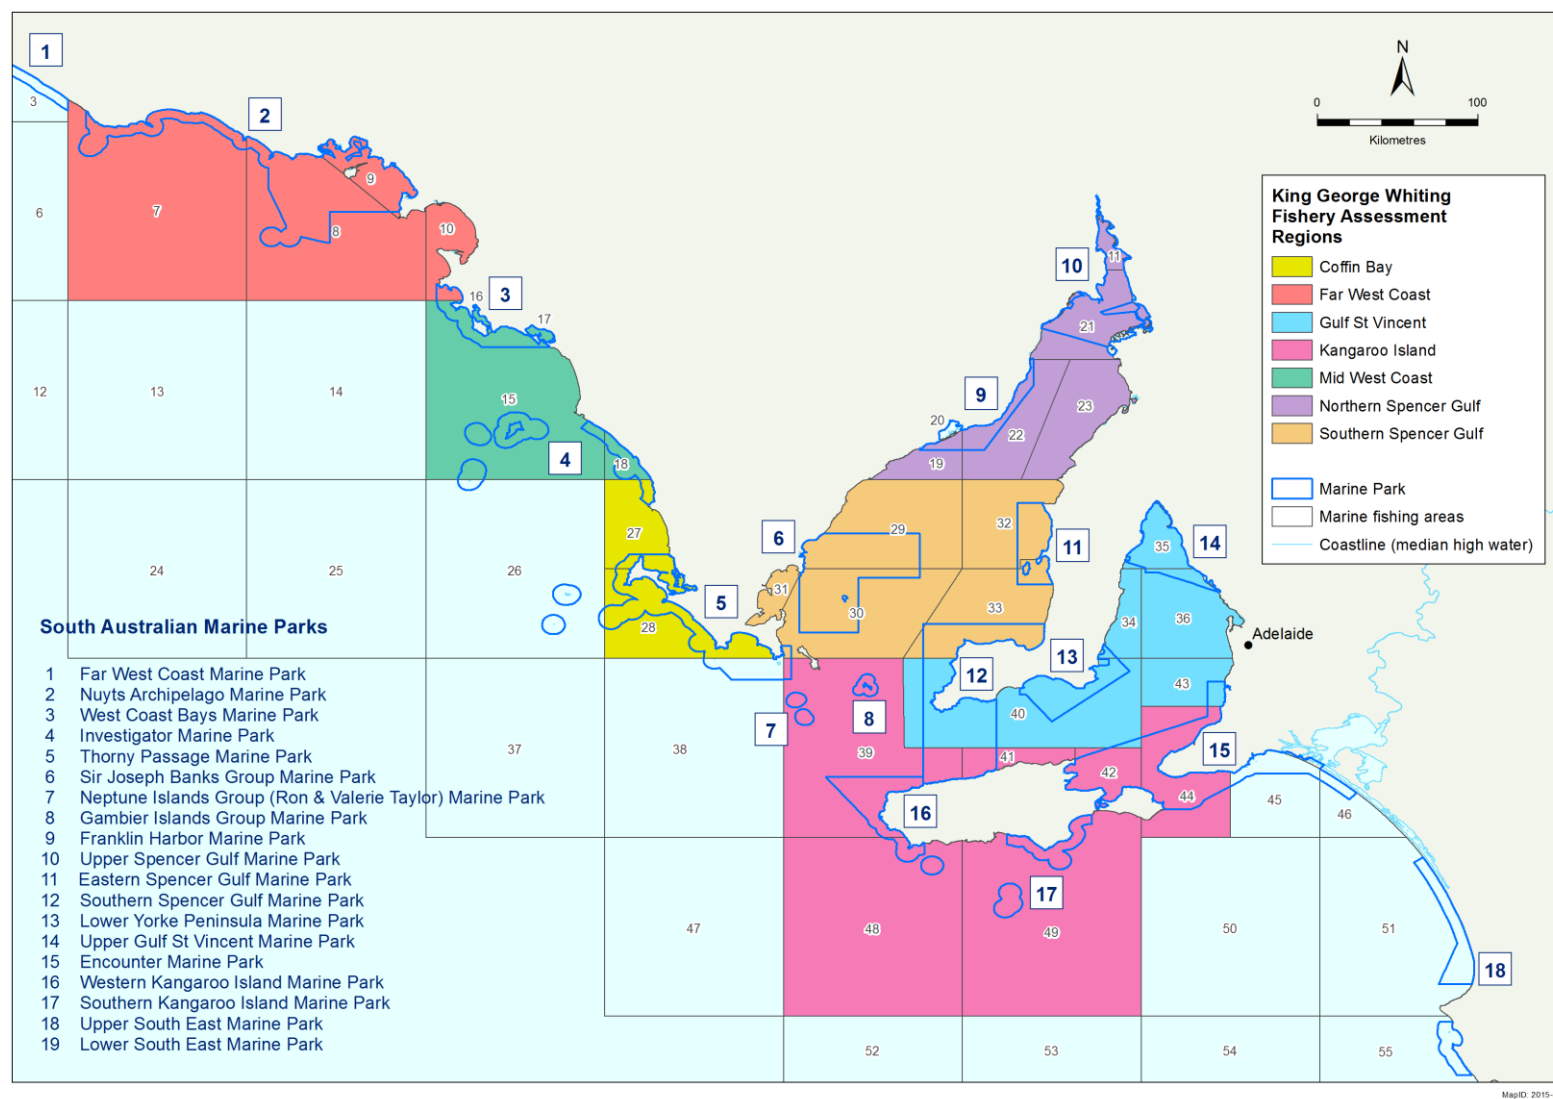 1
N
0 100
Kilometres
3
2
9
6
7
8
10
10
11
King George Whiting
Fishery Assessment
Regions
Coffin Bay
Far West Coast
Gulf St Vincent
Kangaroo Island
Mid West Coast
Northern Spencer Gulf
Southern Spencer Gulf
Marine Park
Marine fishing areas
Coastline (median high water)
16
3
17
21
12
13
14
15
9
20
22
23
4
18
19
27
29
32
6
11
35
14
24
25
26
5
31
30
33
34
36
28
Adelaide
12
13
43
7
8
40
37
38
39
41
42
15
44
45
46
16
17
47
48
49
50
51
18
52
53
54
55
South Australian Marine Parks
1 Far West Coast Marine Park
2 Nuyts Archipelago Marine Park
3 West Coast Bays Marine Park
4 Investigator Marine Park
5 Thorny Passage Marine Park
6 Sir Joseph Banks Group Marine Park
7 Neptune Islands Group (Ron & Valerie Taylor) Marine Park
8 Gambier Islands Group Marine Park
9 Franklin Harbor Marine Park
10 Upper Spencer Gulf Marine Park
11 Eastern Spencer Gulf Marine Park
12 Southern Spencer Gulf Marine Park
13 Lower Yorke Peninsula Marine Park
14 Upper Gulf St Vincent Marine Park
15 Encounter Marine Park
16 Western Kangaroo Island Marine Park
17 Southern Kangaroo Island Marine Park
18 Upper South East Marine Park
19 Lower South East Marine Park
MapID: 2015-